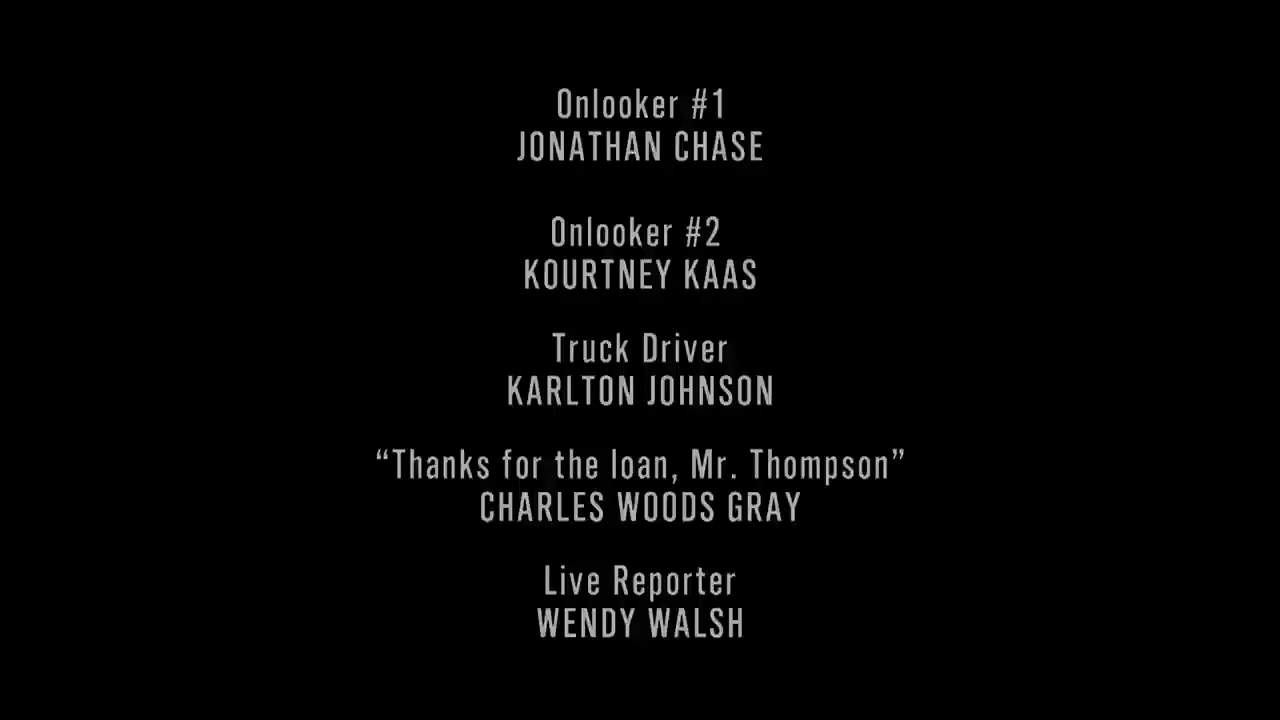 Onlooker #1
JONATHAN CHASE
Onlooker #2
KOURTNEY KAAS
Truck Driver
KARLTON JOHNSON
“Thanks for the loan, Mr. Thompson”
CHARLES WOODS GRAY
Live Reporter
WENDY WALSH